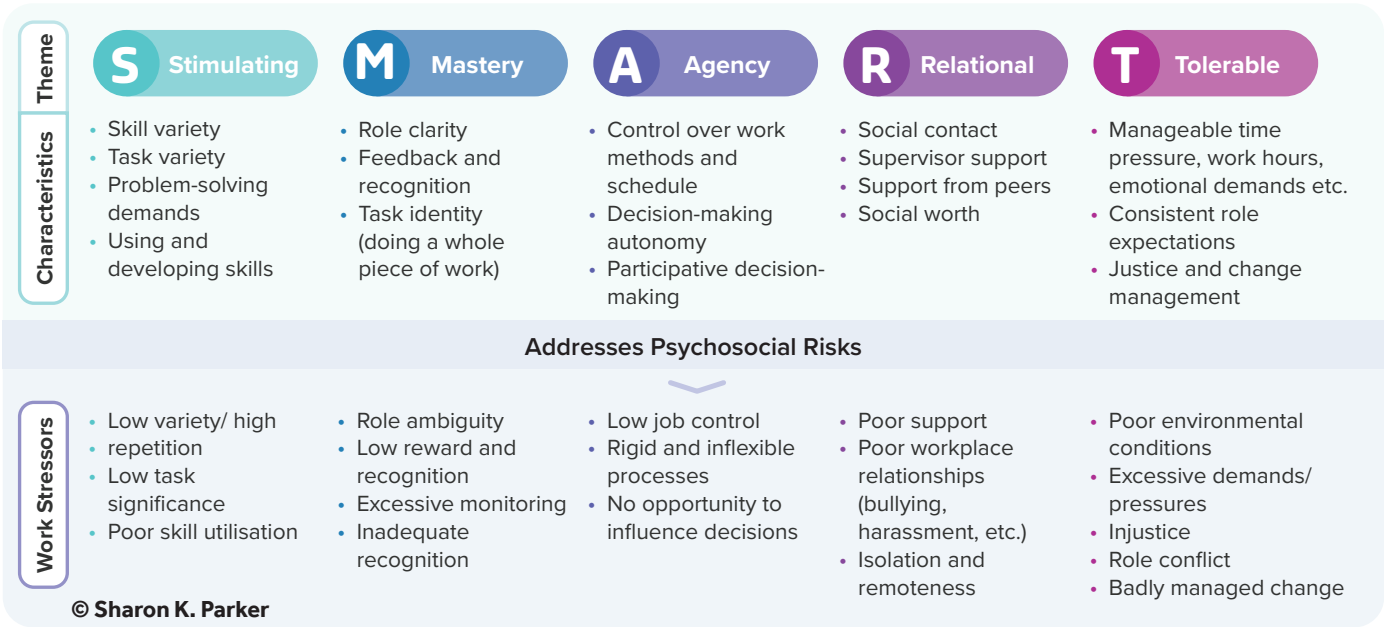 Theme
S Stimulating
M Mastery
A Agency
R Relational
T Tolerable
Characteristics
• Skill variety
• Task variety
• Problem-solving
demands
• Using and
developing skills
• Role clarity
• Feedback and
recognition
• Task identity
(doing a whole
piece of work)
• Control over work
methods and
schedule
• Decision-making
autonomy
• Participative decision-
making
• Social contact
• Supervisor support
• Support from peers
• Social worth
• Manageable time
pressure, work hours,
emotional demands etc.
• Consistent role
expectations
• Justice and change
management
Addresses Psychosocial Risks
Work Stressors
• Low variety/ high
• repetition
• Low task
significance
• Poor skill utilisation
• Role ambiguity
• Low reward and
recognition
• Excessive monitoring
• Inadequate
recognition
• Low job control
• Rigid and inflexible
processes
• No opportunity to
influence decisions
• Poor support
• Poor workplace
relationships
(bullying,
harassment, etc.)
• Isolation and
remoteness
• Poor environmental
conditions
• Excessive demands/
pressures
• Injustice
• Role conflict
• Badly managed change
© Sharon K. Parker